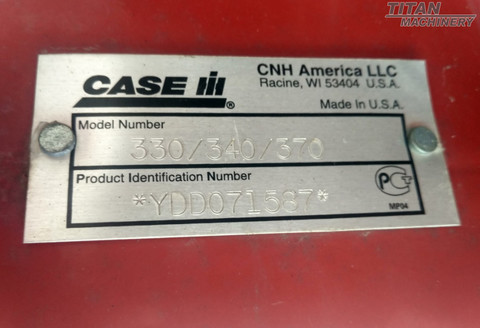 TITAN
MACHINERY
CASE IH®
CNH America LLC
Racine, WI 53404 U.S.A.
Made in U.S.A.
Model Number
330/340/370
Product Identification Number
*YDD071587*
MP04